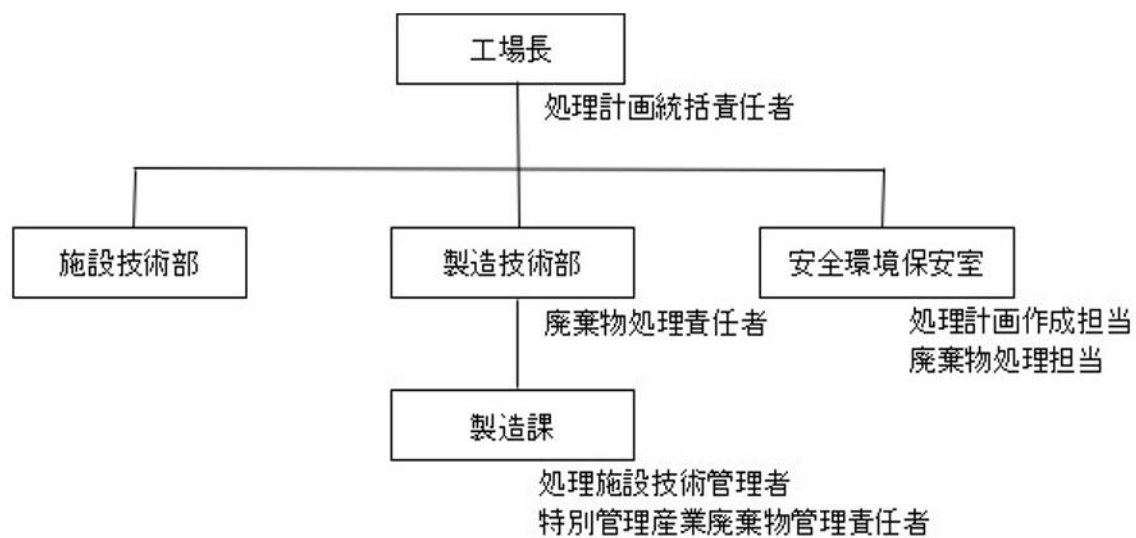 工場長
処理計画統括責任者
施設技術部
製造技術部
安全環境保安室
廃棄物処理責任者
処理計画作成担当
廃棄物処理担当
製造課
処理施設技術管理者
特別管理産業廃棄物管理責任者